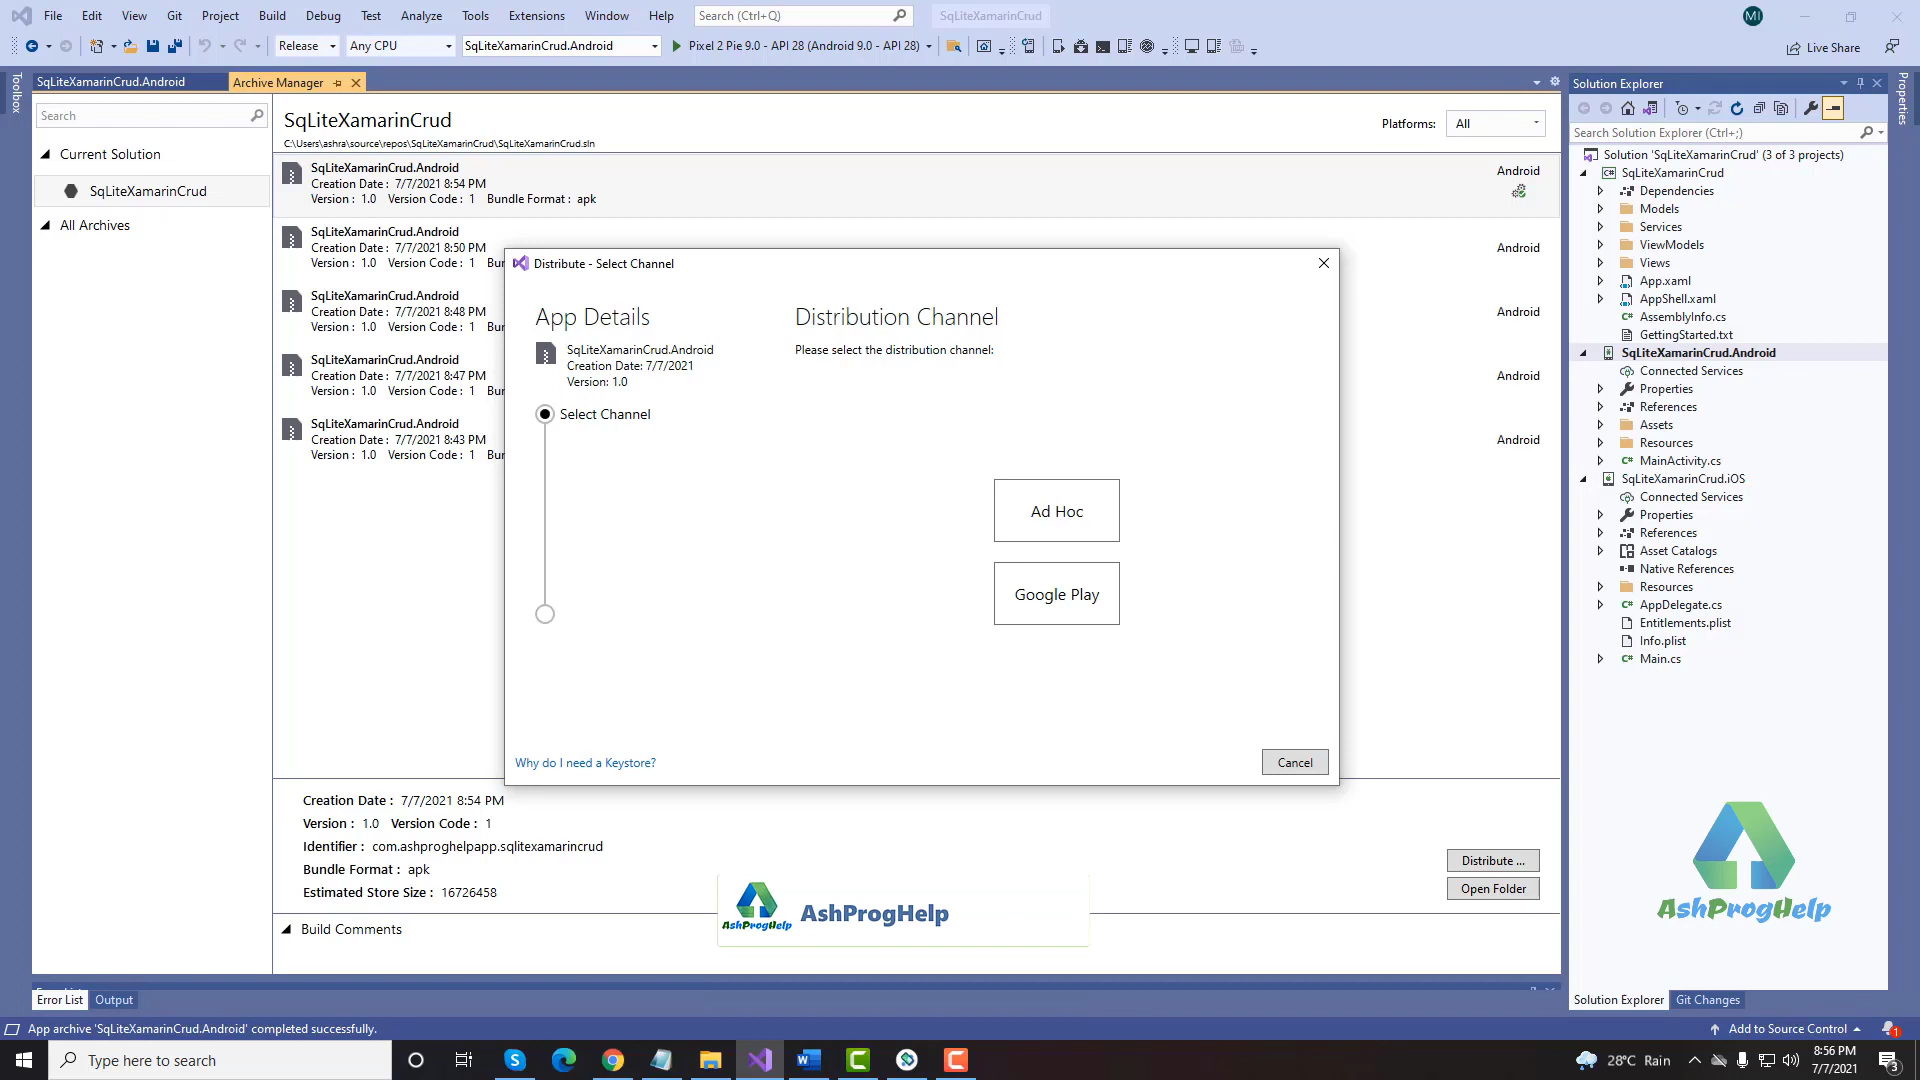 File Edit View Git Project Build Debug Test Analyze Tools Extensions Window Help Search (Ctrl+Q) SqLiteXamarinCrud MI
Release Any CPU SqLiteXamarinCrud.Android Pixel 2 Pie 9.0 - API 28 (Android 9.0 - API 28) Live Share
Toolbox
SqLiteXamarinCrud.Android Archive Manager
Search
Current Solution
SqLiteXamarinCrud
All Archives
SqLiteXamarinCrud
C:\Users\ashra\source\repos\SqLiteXamarinCrud\SqLiteXamarinCrud.sln
Platforms: All
SqLiteXamarinCrud.Android
Creation Date : 7/7/2021 8:54 PM
Version : 1.0 Version Code : 1 Bundle Format : apk
Android
SqLiteXamarinCrud.Android
Creation Date : 7/7/2021 8:50 PM
Version : 1.0 Version Code : 1 Bur
Android
SqLiteXamarinCrud.Android
Creation Date : 7/7/2021 8:48 PM
Version : 1.0 Version Code : 1 Bur
Android
SqLiteXamarinCrud.Android
Creation Date : 7/7/2021 8:47 PM
Version : 1.0 Version Code : 1 Bur
Android
SqLiteXamarinCrud.Android
Creation Date : 7/7/2021 8:43 PM
Version : 1.0 Version Code : 1 Bur
Android
Distribute - Select Channel
App Details
SqLiteXamarinCrud.Android
Creation Date: 7/7/2021
Version: 1.0
Select Channel
Distribution Channel
Please select the distribution channel:
Ad Hoc
Google Play
Why do I need a Keystore?
Cancel
Creation Date : 7/7/2021 8:54 PM
Version : 1.0 Version Code : 1
Identifier : com.ashproghelpapp.sqlitexamarincrud
Bundle Format : apk
Estimated Store Size : 16726458
Distribute ...
Open Folder
Build Comments
AshProgHelp
AshProgHelp
Solution Explorer
Search Solution Explorer (Ctrl+;)
Solution 'SqLiteXamarinCrud' (3 of 3 projects)
SqLiteXamarinCrud
Dependencies
Models
Services
ViewModels
Views
App.xaml
AppShell.xaml
AssemblyInfo.cs
GettingStarted.txt
SqLiteXamarinCrud.Android
Connected Services
Properties
References
Assets
Resources
MainActivity.cs
SqLiteXamarinCrud.iOS
Connected Services
Properties
References
Asset Catalogs
Native References
Resources
AppDelegate.cs
Entitlements.plist
Info.plist
Main.cs
AshProgHelp
Properties
Error List Output
Solution Explorer Git Changes
App archive 'SqLiteXamarinCrud.Android' completed successfully.
Add to Source Control 1
Type here to search
28°C Rain
8:56 PM
7/7/2021
3